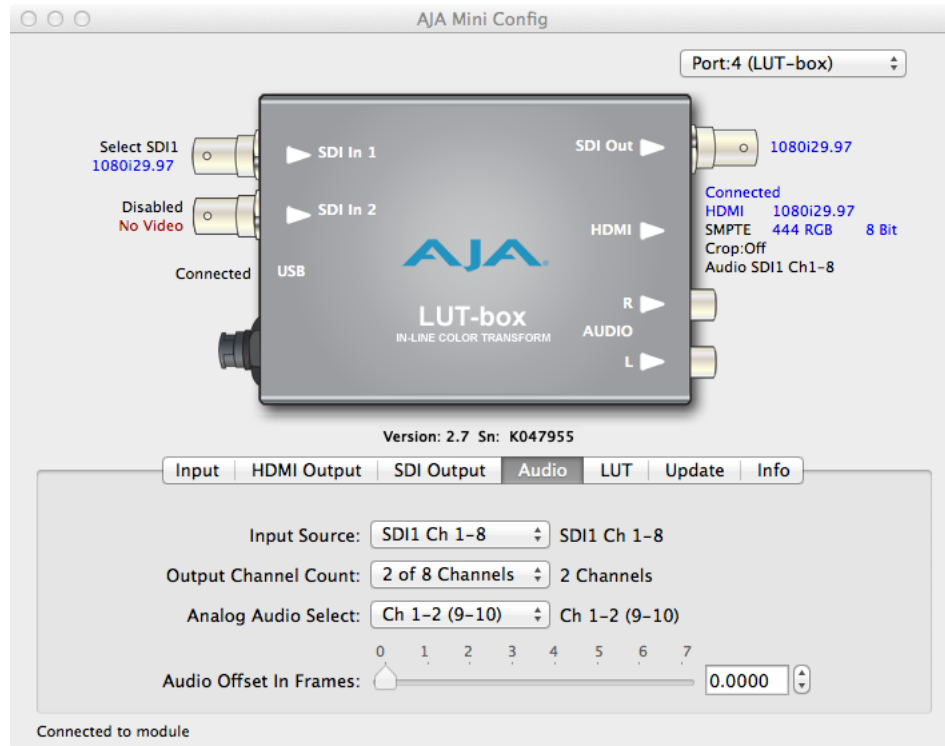 AJA Mini Config
Port:4 (LUT-box)
Select SDI1
1080i29.97
Disabled
No Video
Connected
SDI In 1
SDI In 2
USB
AJA
LUT-box
IN-LINE COLOR TRANSFORM
SDI Out
HDMI
R
AUDIO
L
1080i29.97
Connected
HDMI 1080i29.97
SMPTE 444 RGB 8 Bit
Crop:Off
Audio SDI1 Ch1-8
Version: 2.7 Sn: K047955
Input HDMI Output SDI Output Audio LUT Update Info
Input Source: SDI1 Ch 1-8 SDI1 Ch 1-8
Output Channel Count: 2 of 8 Channels 2 Channels
Analog Audio Select: Ch 1-2 (9-10) Ch 1-2 (9-10)
0 1 2 3 4 5 6 7
Audio Offset In Frames: 0.0000
Connected to module